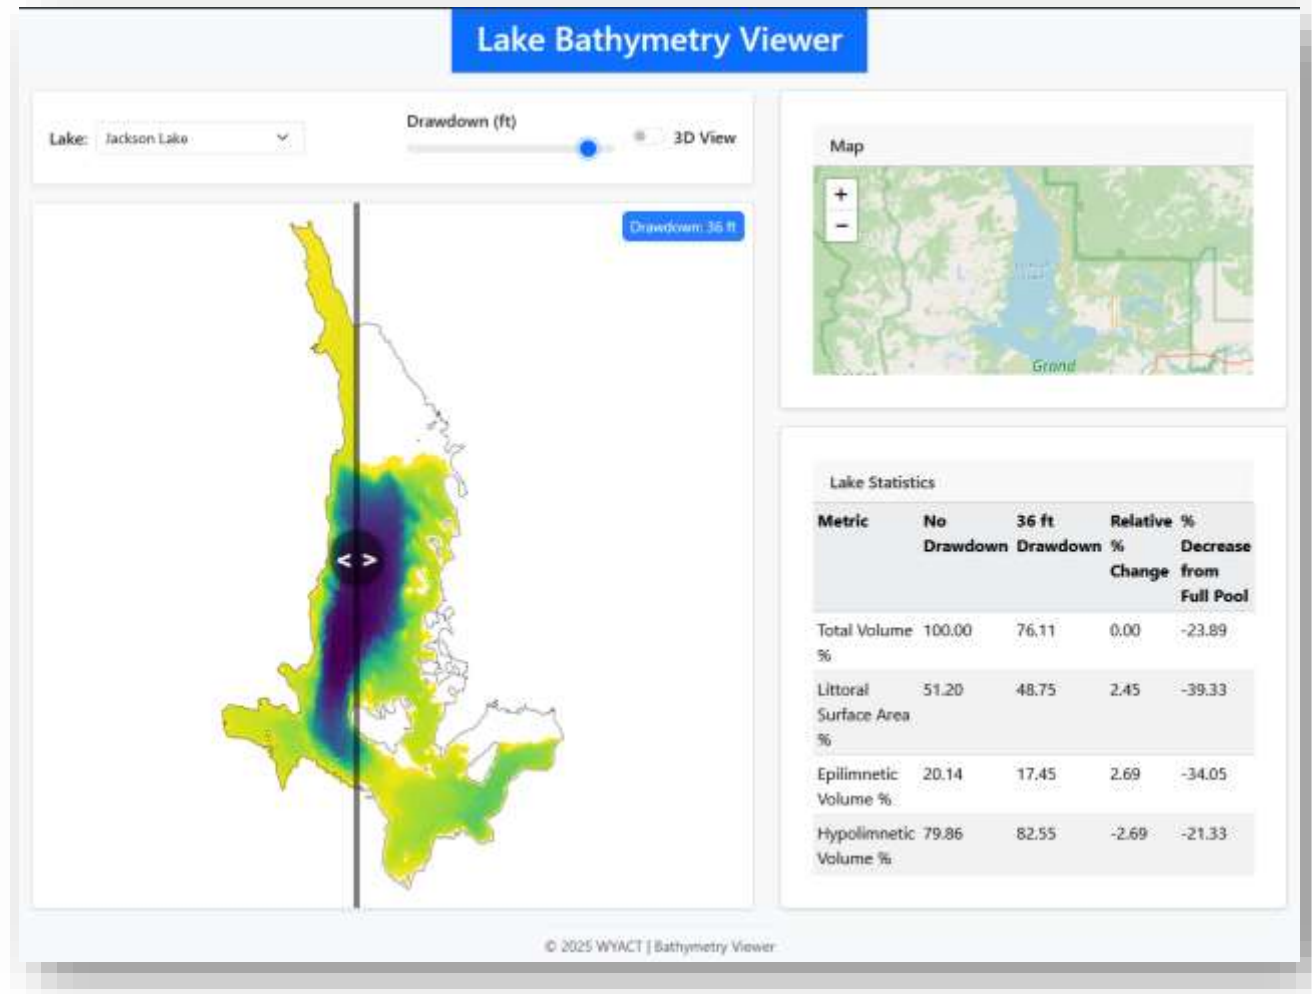 Lake Bathymetry Viewer
Lake: Jackson Lake
Drawdown (ft)
3D View
Drawdown: 36 ft
< >
Map
+
−
Grand
Lake Statistics
Metric No Drawdown 36 ft Drawdown Relative % Change % Decrease from Full Pool
Total Volume % 100.00 76.11 0.00 -23.89
Littoral Surface Area % 51.20 48.75 2.45 -39.33
Epilimnetic Volume % 20.14 17.45 2.69 -34.05
Hypolimnetic Volume % 79.86 82.55 -2.69 -21.33
© 2025 WYACT | Bathymetry Viewer